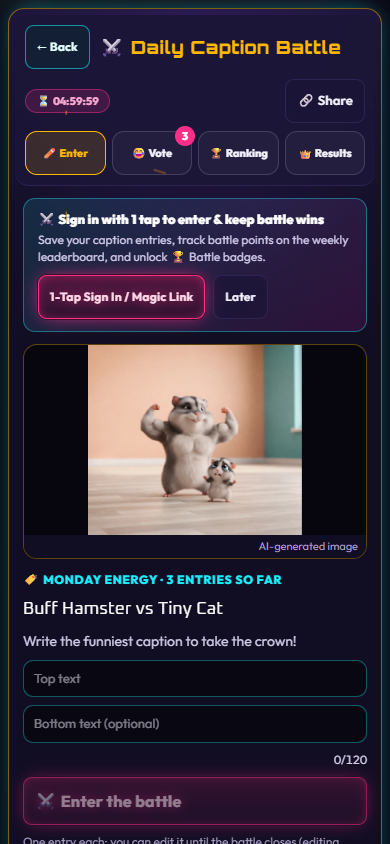 ← Back
⚔️ Daily Caption Battle
⏳ 04:59:59
🔗 Share
🖍️ Enter
😂 Vote
3
🏆 Ranking
👑 Results
⚔️ Sign in with 1 tap to enter & keep battle wins
Save your caption entries, track battle points on the weekly
leaderboard, and unlock 🏆 Battle badges.
1-Tap Sign In / Magic Link
Later
AI-generated image
🏷️ MONDAY ENERGY · 3 ENTRIES SO FAR
Buff Hamster vs Tiny Cat
Write the funniest caption to take the crown!
Top text
Bottom text (optional)
0/120
⚔️ Enter the battle
One entry each; you can edit it until the battle closes (editing